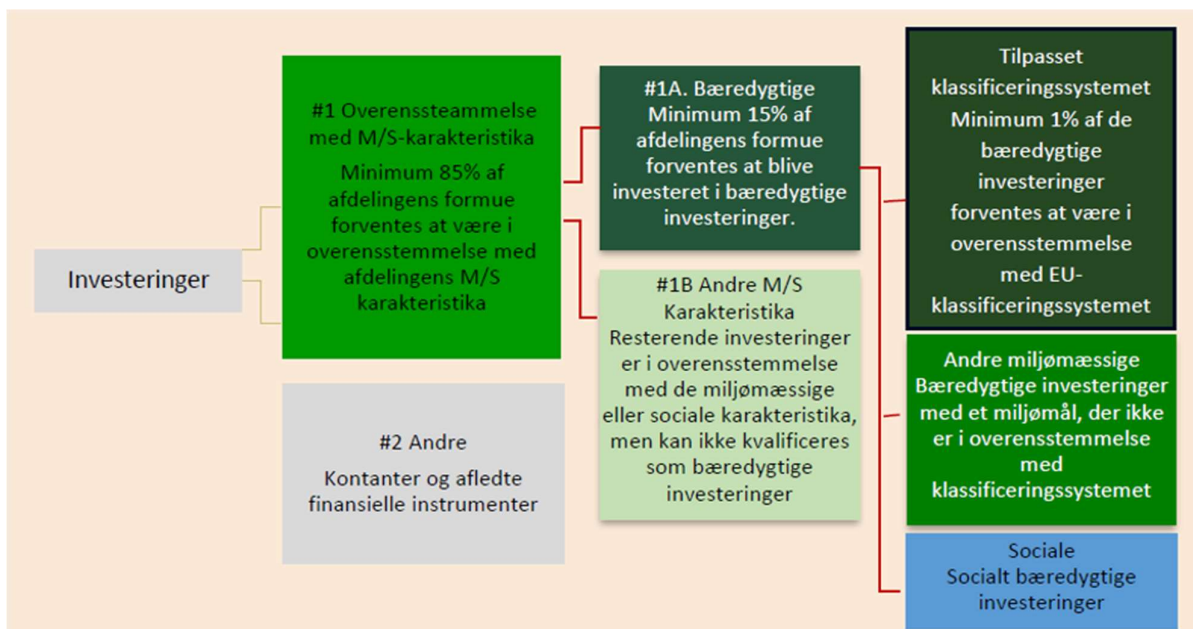 Investeringer
#1 Overenssteammelse
med M/S-karakteristika
Minimum 85% af
afdelingens formue
forventes at være i
overensstemmelse med
afdelingens M/S
karakteristika
#2 Andre
Kontanter og afledte
finansielle instrumenter
#1A. Bæredygtige
Minimum 15% af
afdelingens formue
forventes at blive
investeret i bæredygtige
investeringer.
#1B Andre M/S
Karakteristika
Resterende investeringer
er i overensstemmelse
med de miljømæssige
eller sociale karakteristika,
men kan ikke kvalificeres
som bæredygtige
investeringer
Tilpasset
klassificeringssystemet
Minimum 1% af de
bæredygtige
investeringer
forventes at være i
overensstemmelse
med EU-
klassificeringssystemet
Andre miljømæssige
Bæredygtige investeringer
med et miljømål, der ikke
er i overensstemmelse
med
klassificeringssystemet
Sociale
Socialt bæredygtige
investeringer